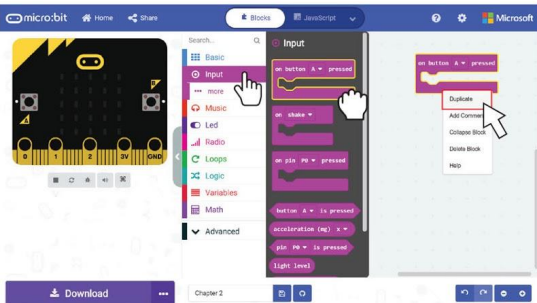 micro:bit
Home
Share
Blocks
JavaScript
Microsoft
Search...
Basic
Input
more
Music
Led
Radio
Loops
Logic
Variables
Math
Advanced
Input
on button A pressed
on shake
on pin P0 pressed
button A is pressed
acceleration (mg) x
pin P0 is pressed
light level
on button A pressed
Duplicate
Add Comment
Collapse Block
Delete Block
Help
A
B
0
1
2
3V
GND
Download
Chapter 2